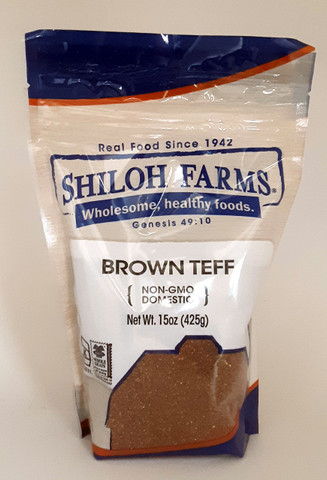 Real Food Since 1942
SHILOH FARMS®
Wholesome, healthy foods.
Genesis 49:10
BROWN TEFF
{ NON-GMO
DOMESTIC }
Net Wt. 15oz (425g)